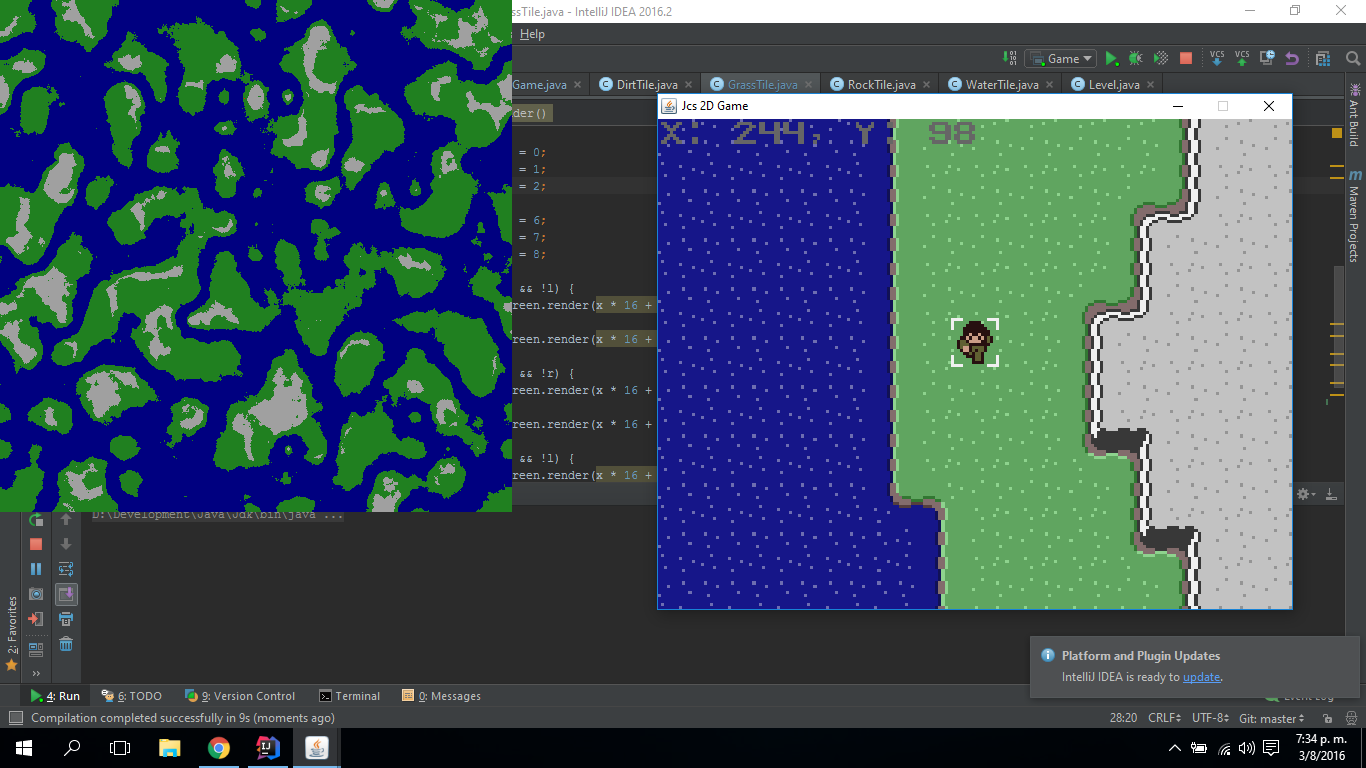 ssTile.java - IntelliJ IDEA 2016.2
Help
Game
VCS
VCS
Game.java
DirtTile.java
GrassTile.java
RockTile.java
WaterTile.java
Level.java
der()
Jcs 2D Game
X: 244, Y: 98
= 0;
= 1;
= 2;
= 6;
= 7;
= 8;
&& !l) {
reen.render(x * 16 +
reen.render(x * 16 +
&& !r) {
reen.render(x * 16 +
reen.render(x * 16 +
&& !l) {
reen.render(x * 16 +
Ant Build
m Maven Projects
D:\Development\Java\Jdk\bin\java ...
2: Favorites
Platform and Plugin Updates
IntelliJ IDEA is ready to update.
4: Run
6: TODO
9: Version Control
Terminal
0: Messages
Event Log
Compilation completed successfully in 9s (moments ago)
28:20
CRLF
UTF-8
Git: master
7:34 p. m.
3/8/2016